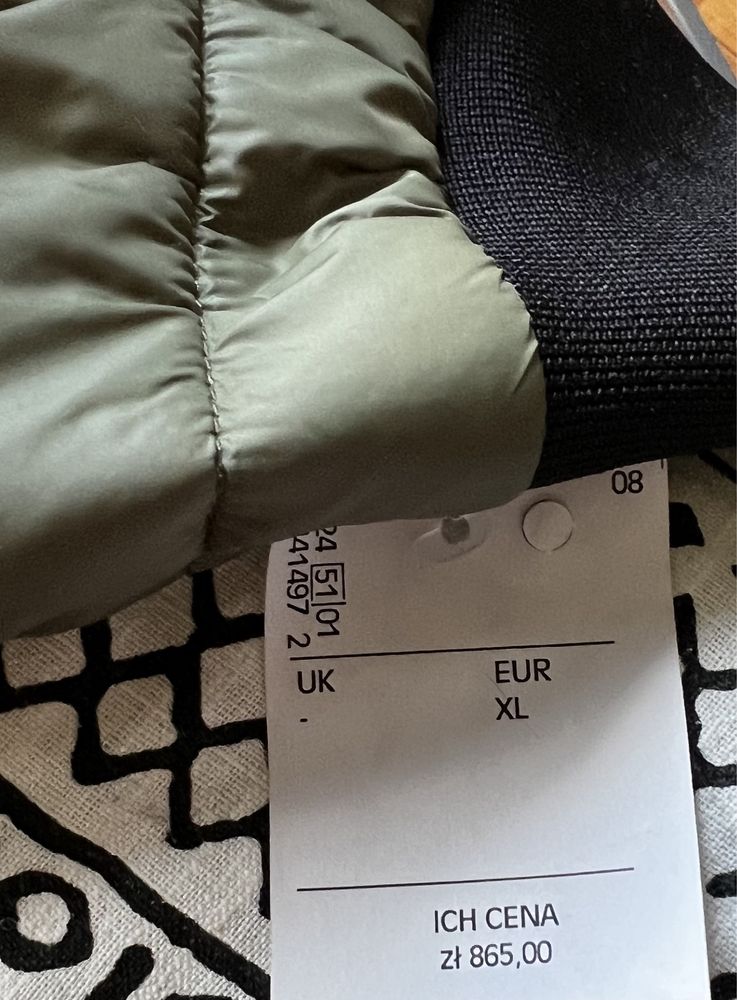 08
24 51 01
41497 2
UK EUR
- XL
ICH CENA
zł 865,00